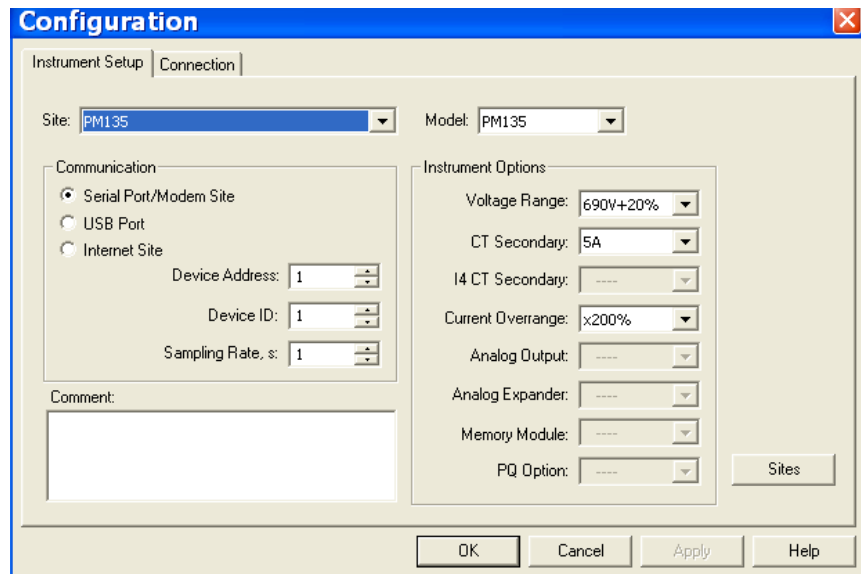 Configuration
Instrument Setup
Connection
Site: PM135
Model: PM135
Communication
Serial Port/Modem Site
USB Port
Internet Site
Device Address: 1
Device ID: 1
Sampling Rate, s: 1
Comment:
Instrument Options
Voltage Range: 690V+20%
CT Secondary: 5A
I4 CT Secondary: ----
Current Overrange: x200%
Analog Output: ----
Analog Expander: ----
Memory Module: ----
PQ Option: ----
Sites
OK
Cancel
Apply
Help